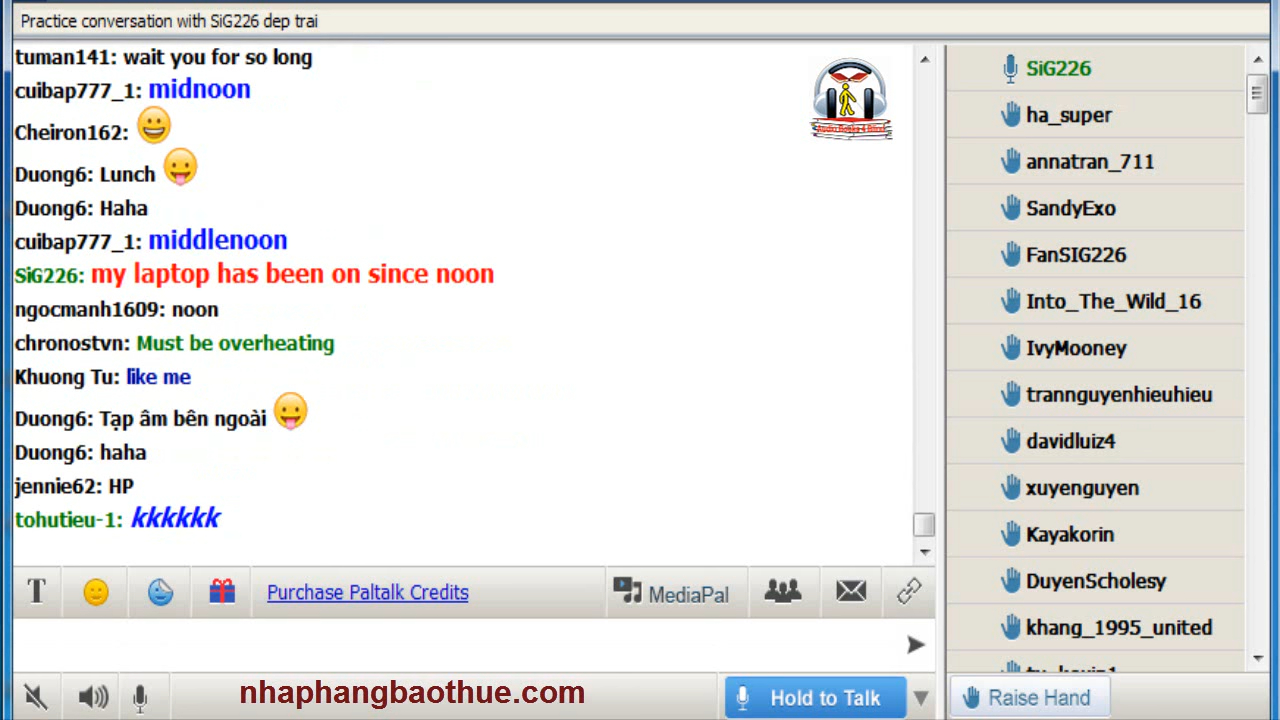 Practice conversation with SiG226 dep trai
tuman141: wait you for so long
cuibap777_1: midnoon
Cheiron162:
Duong6: Lunch
Duong6: Haha
cuibap777_1: middlenoon
SiG226: my laptop has been on since noon
ngocmanh1609: noon
chronostvn: Must be overheating
Khuong Tu: like me
Duong6: Tạp âm bên ngoài
Duong6: haha
jennie62: HP
tohutieu-1: kkkkkk
SiG226
ha_super
annatran_711
SandyExo
FanSIG226
Into_The_Wild_16
IvyMooney
trannguyenhieuhieu
davidluiz4
xuyenguyen
Kayakorin
DuyenScholesy
khang_1995_united
T
Purchase Paltalk Credits
MediaPal
nhaphangbaothue.com
Hold to Talk
Raise Hand